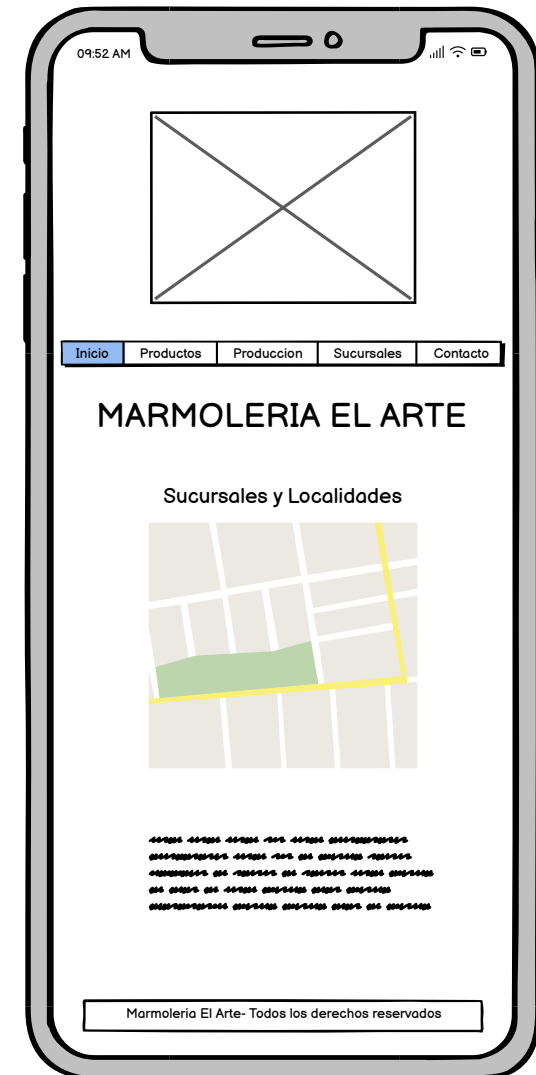 09:52 AM
Inicio Productos Produccion Sucursales Contacto
MARMOLERIA EL ARTE
Sucursales y Localidades
Marmoleria El Arte- Todos los derechos reservados